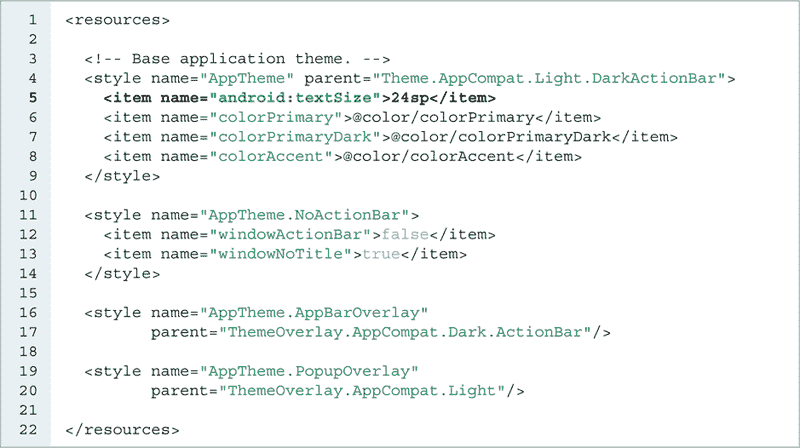 1 <resources>
2
3   <!-- Base application theme. -->
4   <style name="AppTheme" parent="Theme.AppCompat.Light.DarkActionBar">
5     <item name="android:textSize">24sp</item>
6     <item name="colorPrimary">@color/colorPrimary</item>
7     <item name="colorPrimaryDark">@color/colorPrimaryDark</item>
8     <item name="colorAccent">@color/colorAccent</item>
9   </style>
10
11   <style name="AppTheme.NoActionBar">
12     <item name="windowActionBar">false</item>
13     <item name="windowNoTitle">true</item>
14   </style>
15
16   <style name="AppTheme.AppBarOverlay"
17          parent="ThemeOverlay.AppCompat.Dark.ActionBar"/>
18
19   <style name="AppTheme.PopupOverlay"
20          parent="ThemeOverlay.AppCompat.Light"/>
21
22 </resources>